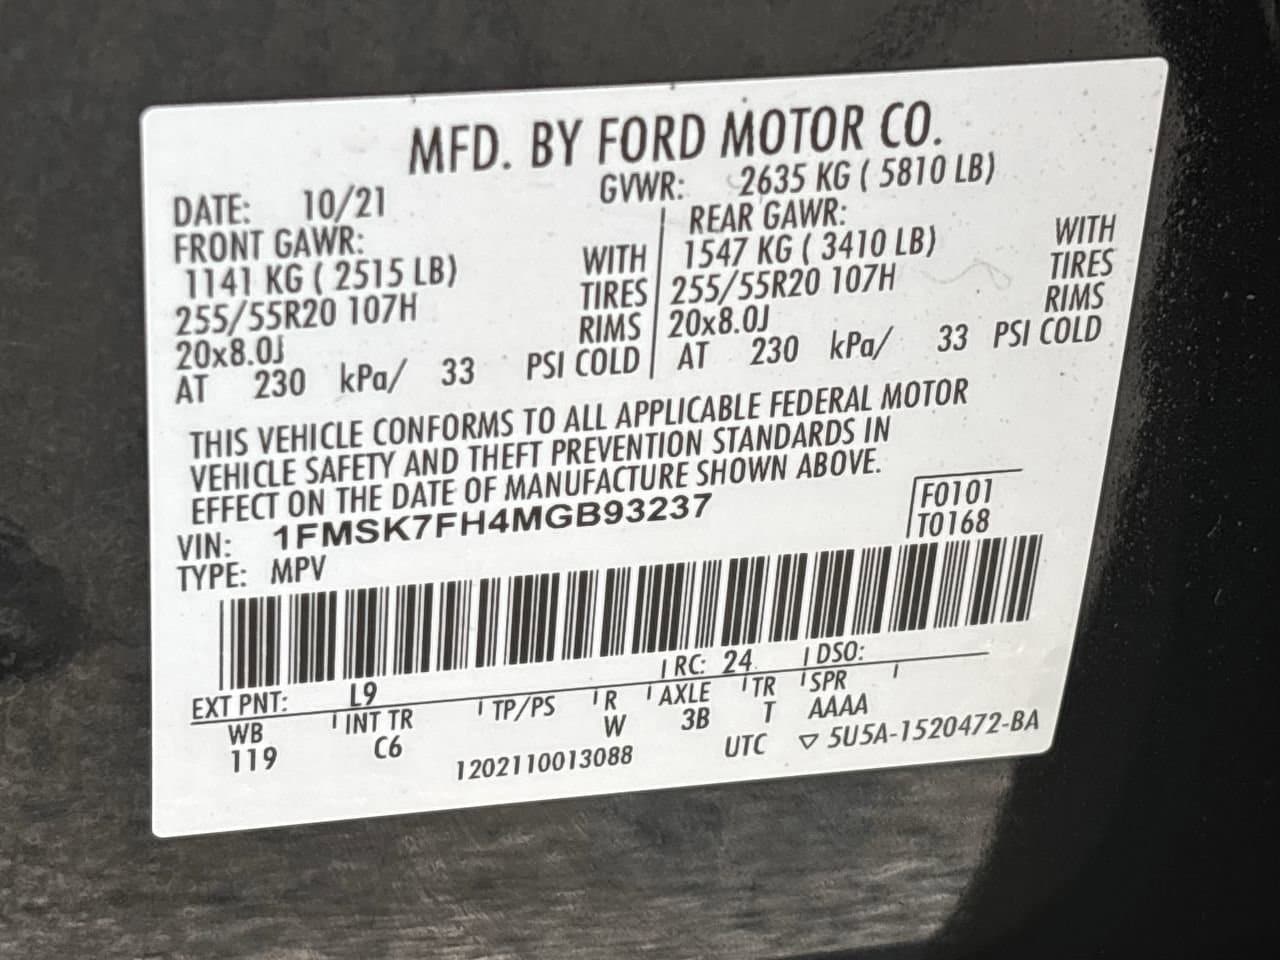 MFD. BY FORD MOTOR CO.
DATE: 10/21
GVWR: 2635 KG ( 5810 LB)
FRONT GAWR:
1141 KG ( 2515 LB) WITH
255/55R20 107H TIRES
20x8.0J RIMS
AT 230 kPa/ 33 PSI COLD
REAR GAWR:
1547 KG ( 3410 LB) WITH
255/55R20 107H TIRES
20x8.0J RIMS
AT 230 kPa/ 33 PSI COLD
THIS VEHICLE CONFORMS TO ALL APPLICABLE FEDERAL MOTOR
VEHICLE SAFETY AND THEFT PREVENTION STANDARDS IN
EFFECT ON THE DATE OF MANUFACTURE SHOWN ABOVE.
VIN: 1FMSK7FH4MGB93237
TYPE: MPV
F0101
T0168
EXT PNT: L9 RC: 24 DSO:
WB INT TR TP/PS R AXLE TR SPR
119 C6 W 3B T AAAA
1202110013088 UTC ▽ 5U5A-1520472-BA